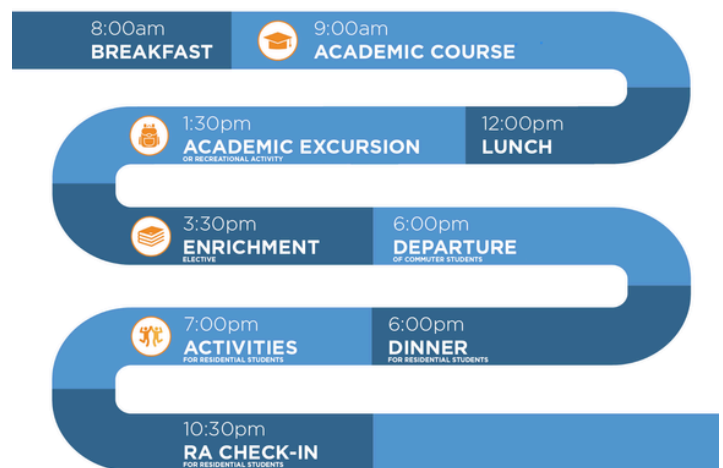 8:00am
BREAKFAST
9:00am
ACADEMIC COURSE
12:00pm
LUNCH
1:30pm
ACADEMIC EXCURSION
OR RECREATIONAL ACTIVITY
3:30pm
ENRICHMENT
ELECTIVE
6:00pm
DEPARTURE
OF COMMUTER STUDENTS
6:00pm
DINNER
FOR RESIDENTIAL STUDENTS
7:00pm
ACTIVITIES
FOR RESIDENTIAL STUDENTS
10:30pm
RA CHECK-IN
FOR RESIDENTIAL STUDENTS